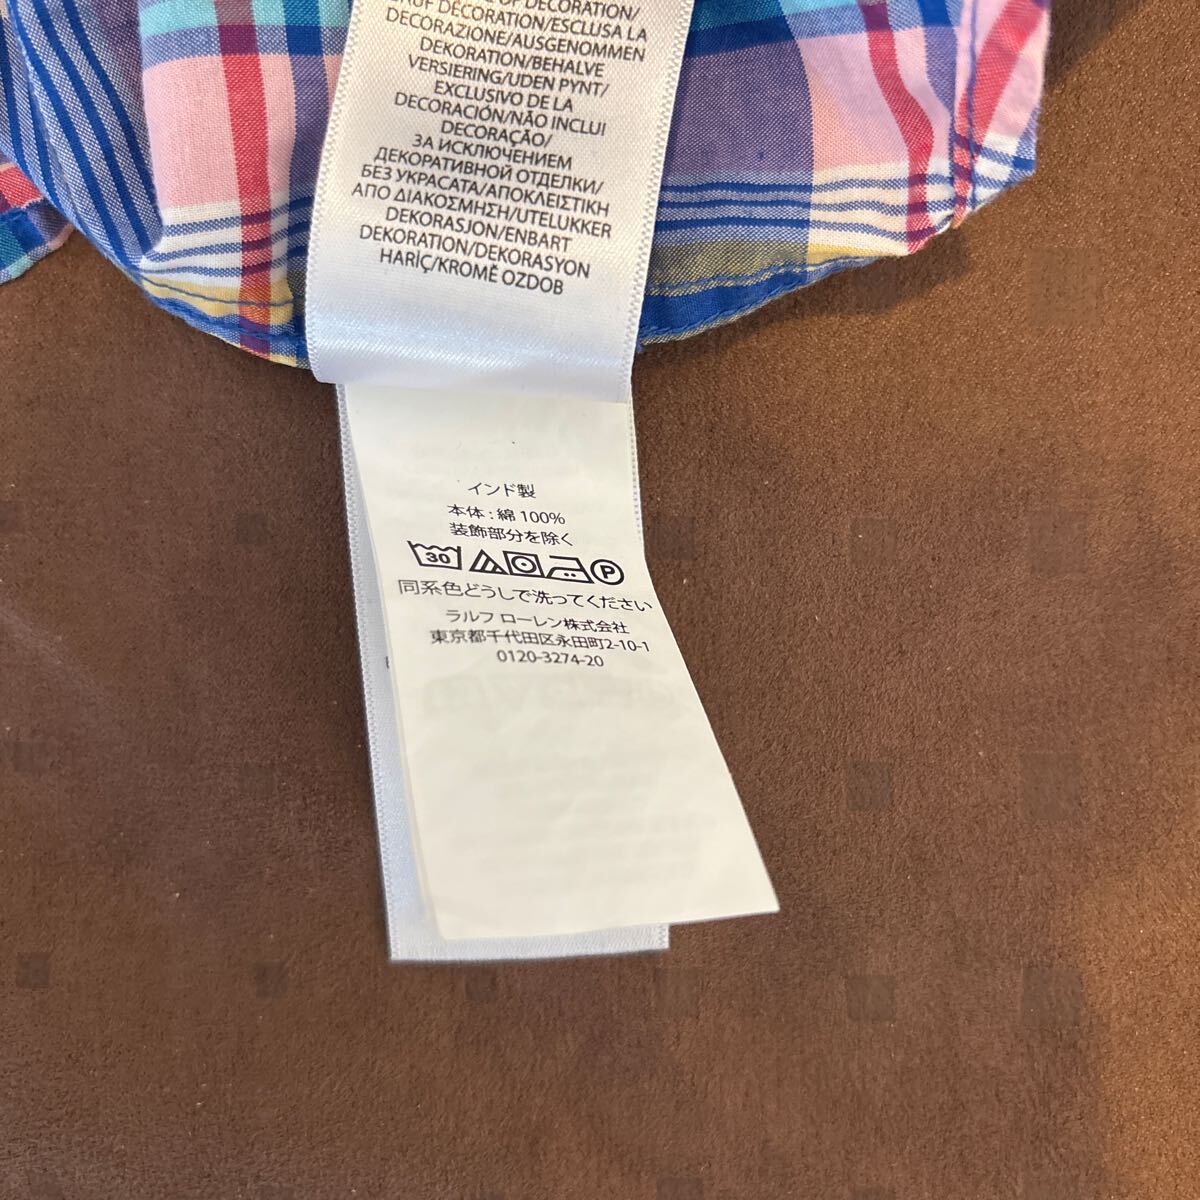 OF DECORATION/
DECORATION/ESCLUSA LA
DECORAZIONE/AUSGENOMMEN
DEKORATION/BEHALVE
VERSIERING/UDEN PYNT/
EXCLUSIVO DE LA
DECORACIÓN/NÃO INCLUI
DECORAÇÃO/
ЗА ИСКЛЮЧЕНИЕМ
ДЕКОРАТИВНОЙ ОТДЕЛКИ/
БЕЗ УКРАСАТА/ΑΠΟΚΛΕΙΣΤΙΚΗ
ΑΠΟ ΔΙΑΚΟΣΜΗΣΗ/UTELUKKER
DEKORASJON/ENBART
DEKORATION/DEKORASYON
HARİÇ/KROMĚ OZDOB
インド製
本体 : 綿 100%
装飾部分を除く
30 P
同系色どうしで洗ってください
ラルフ ローレン株式会社
東京都千代田区永田町2-10-1
0120-3274-20